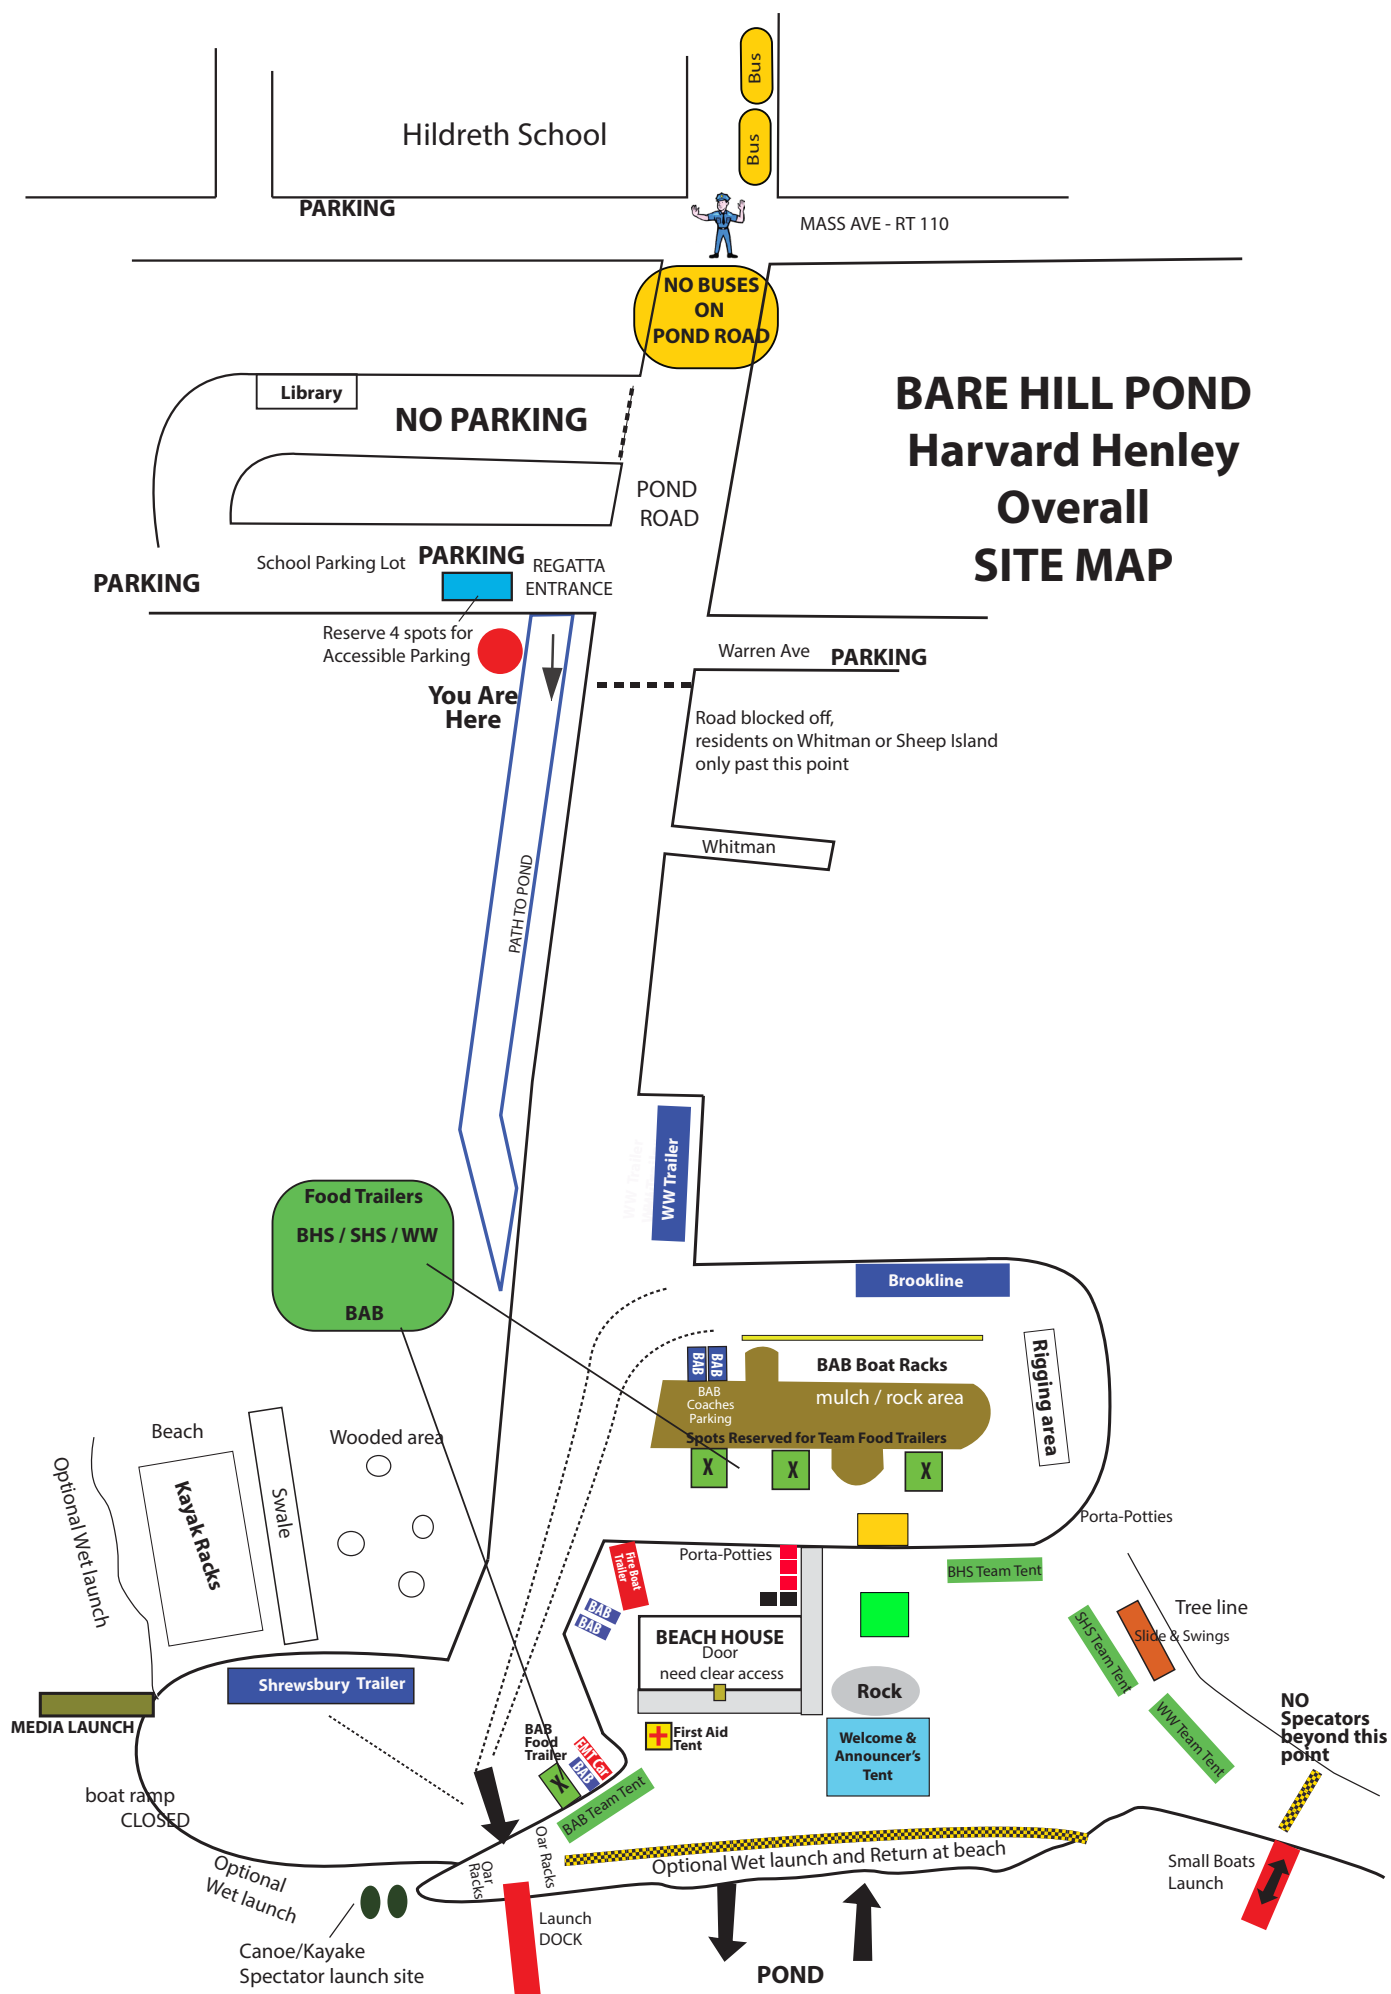 Bus
Bus
Hildreth School
PARKING
MASS AVE - RT 110
NO BUSES
ON
POND ROAD
Library
NO PARKING
BARE HILL POND
Harvard Henley
Overall
SITE MAP
POND
ROAD
School Parking Lot
PARKING
REGATTA
ENTRANCE
PARKING
Reserve 4 spots for
Accessible Parking
You Are
Here
Warren Ave
PARKING
Road blocked off,
residents on Whitman or Sheep Island
only past this point
Whitman
PATH TO POND
WW Trailer
WW Trailer
Food Trailers
BHS / SHS / WW
BAB
Brookline
BAB
BAB
BAB Boat Racks
BAB
Coaches
Parking
mulch / rock area
Spots Reserved for Team Food Trailers
X
X
X
Rigging area
Beach
Wooded area
Optional Wet launch
Kayak Racks
Swale
Porta-Potties
Fire Boat
Trailer
Porta-Potties
BHS Team Tent
BAB
BAB
BEACH HOUSE
Door
need clear access
SHS Team Tent
Tree line
Slide & Swings
Shrewsbury Trailer
Rock
MEDIA LAUNCH
BAB
Food
Trailer
EMT Car
BAB
X
First Aid
Tent
Welcome &
Announcer's
Tent
WW Team Tent
NO
Specators
beyond this
point
boat ramp
CLOSED
BAB Team Tent
Oar
Racks
Oar Racks
Optional Wet launch and Return at beach
Small Boats
Launch
Optional
Wet launch
Launch
DOCK
Canoe/Kayake
Spectator launch site
POND